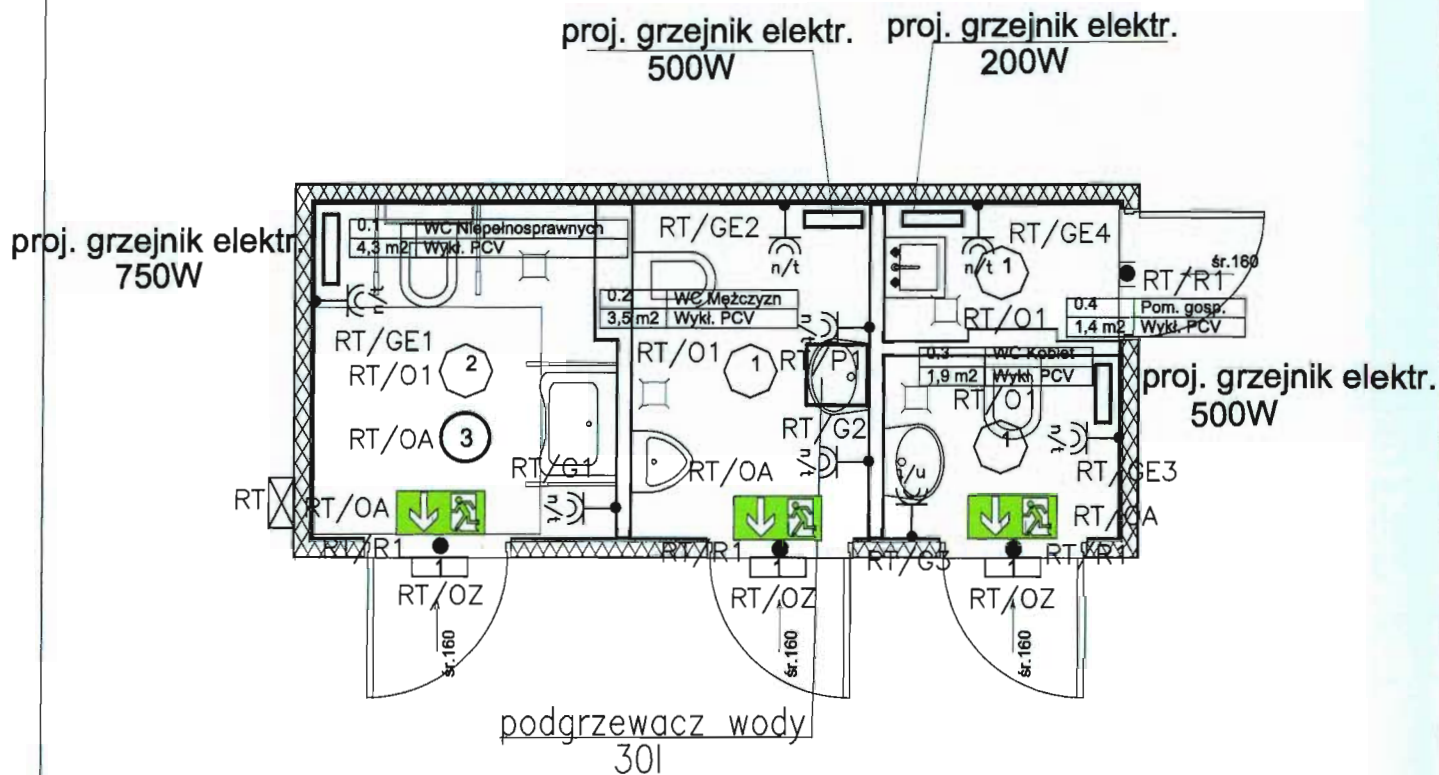 proj. grzejnik elektr.
500W
proj. grzejnik elektr.
200W
proj. grzejnik elektr.
750W
0.1 WC Niepełnosprawnych
4,3 m2 Wykł. PCV
RT/GE2
n/t
RT/GE4
n/t
1
śr.160
RT/R1
0.2 WC Mężczyzn
3,5 m2 Wykł. PCV
0.4 Pom. gosp.
1,4 m2 Wykł. PCV
n/t
RT/GE1
RT/O1
2
RT/O1
1
n/t
RT/P1
RT/O1
0.3 WC Kobiet
1,9 m2 Wykł. PCV
RT/O1
proj. grzejnik elektr.
500W
RT/OA
3
RT/G1
n/t
RT/OA
RT/G2
n/t
1
n/t
RT/GE3
i/u
RT
RT/OA
RT/OA
RT/R1
RT/R1
RT/G3
RT/R1
1
RT/OZ
1
RT/OZ
1
RT/OZ
śr.160
śr.160
śr.160
podgrzewacz wody
30l